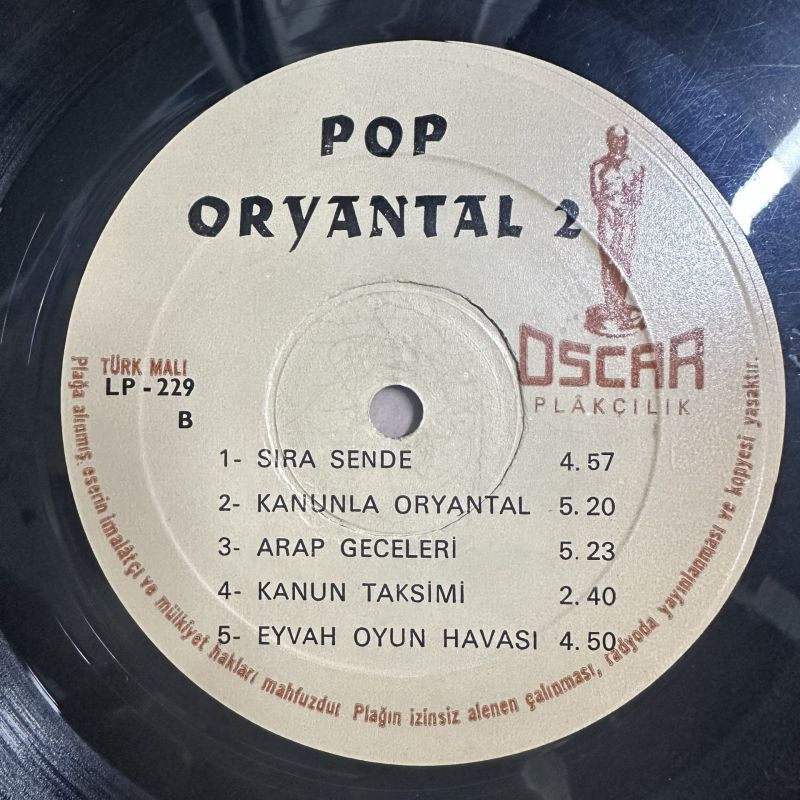 POP
ORYANTAL 2
OSCAR
PLÂKÇILIK
TÜRK MALI
LP - 229
B
1- SIRA SENDE 4.57
2- KANUNLA ORYANTAL 5.20
3- ARAP GECELERİ 5.23
4- KANUN TAKSİMİ 2.40
5- EYVAH OYUN HAVASI 4.50
Plağa alınmış, eserin imalâtçı ve mülkiyet hakları mahfuzdur. Plağın izinsiz alenen çalınması, radyoda yayınlanması ve kopyesi yasaktır.